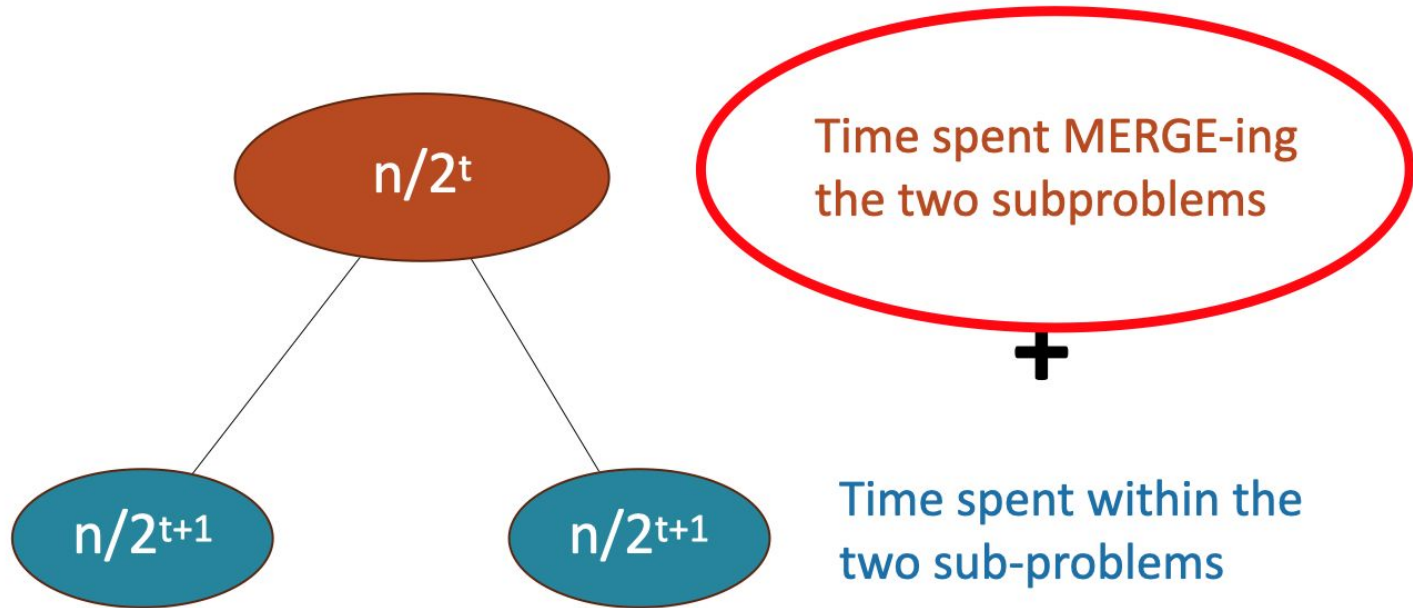 n/2ᵗ
Time spent MERGE-ing
the two subproblems
+
n/2ᵗ⁺¹
n/2ᵗ⁺¹
Time spent within the
two sub-problems